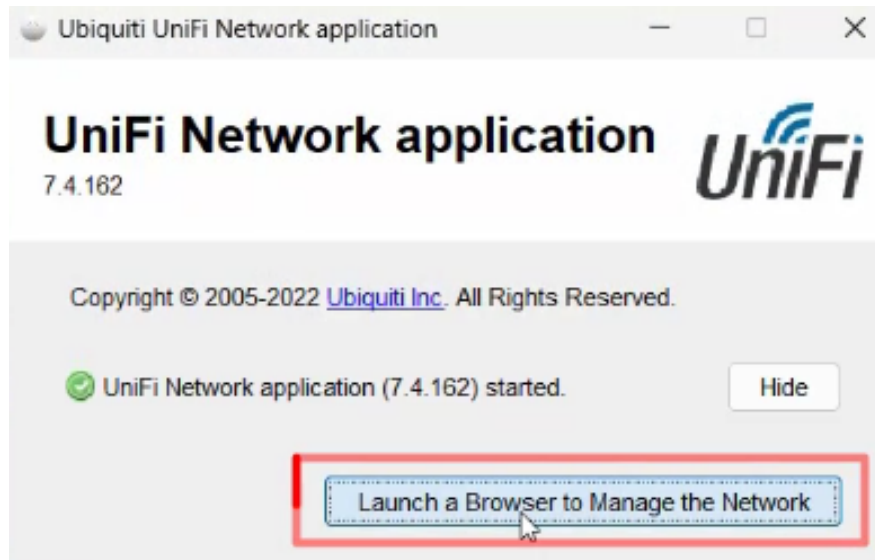 Ubiquiti UniFi Network application
UniFi Network application
UniFi
7.4.162
Copyright © 2005-2022 Ubiquiti Inc. All Rights Reserved.
UniFi Network application (7.4.162) started.
Hide
Launch a Browser to Manage the Network